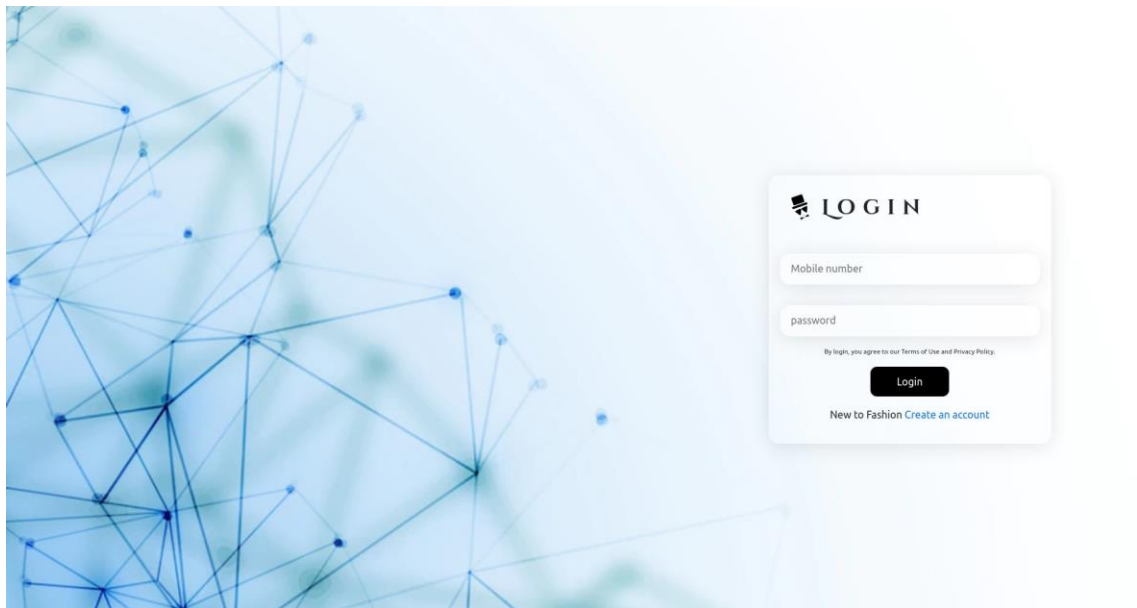 LOGIN
Mobile number
password
By login, you agree to our Terms of Use and Privacy Policy.
Login
New to Fashion Create an account